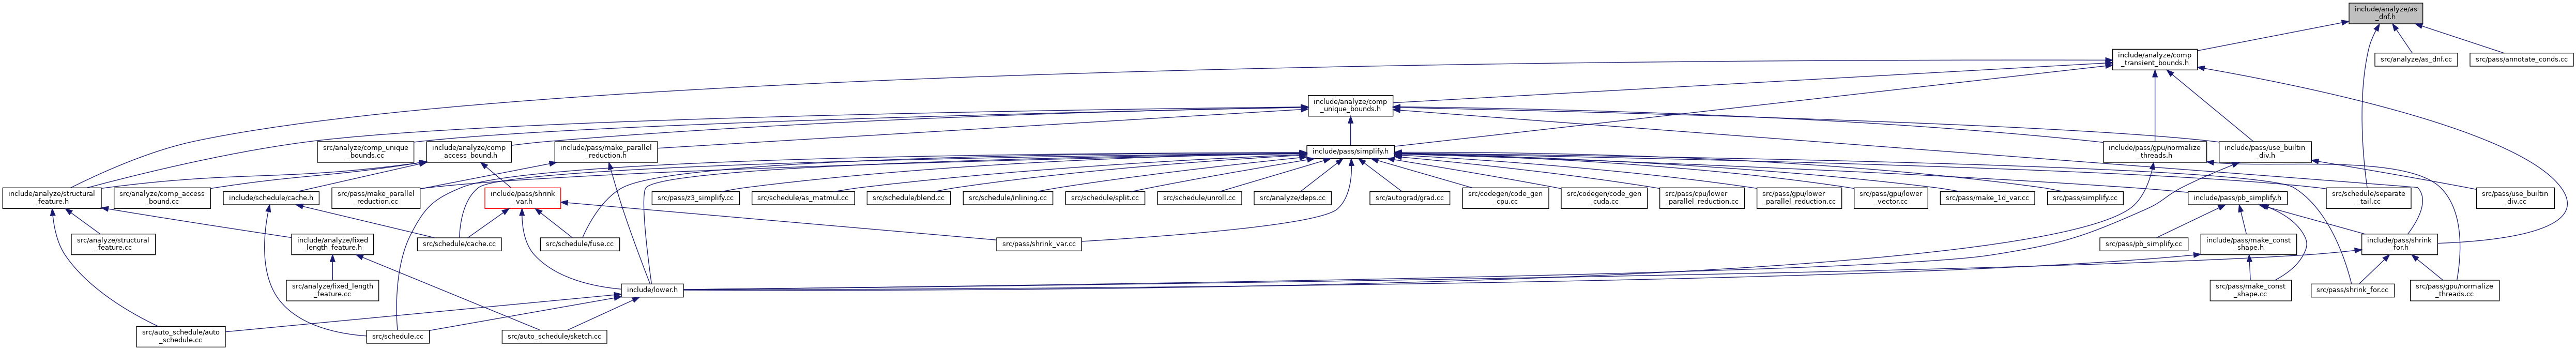 include/analyze/as
_dnf.h
include/analyze/comp
_transient_bounds.h
src/analyze/as_dnf.cc
src/pass/annotate_conds.cc
include/analyze/comp
_unique_bounds.h
src/analyze/comp_unique
_bounds.cc
include/analyze/comp
_access_bound.h
include/pass/make_parallel
_reduction.h
include/pass/simplify.h
include/pass/gpu/normalize
_threads.h
include/pass/use_builtin
_div.h
include/analyze/structural
_feature.h
src/analyze/comp_access
_bound.cc
include/schedule/cache.h
src/pass/make_parallel
_reduction.cc
include/pass/shrink
_var.h
src/pass/z3_simplify.cc
src/schedule/as_matmul.cc
src/schedule/blend.cc
src/schedule/inlining.cc
src/schedule/split.cc
src/schedule/unroll.cc
src/analyze/deps.cc
src/autograd/grad.cc
src/codegen/code_gen
_cpu.cc
src/codegen/code_gen
_cuda.cc
src/pass/cpu/lower
_parallel_reduction.cc
src/pass/gpu/lower
_parallel_reduction.cc
src/pass/gpu/lower
_vector.cc
src/pass/make_1d_var.cc
src/pass/simplify.cc
include/pass/pb_simplify.h
src/schedule/separate
_tail.cc
src/pass/use_builtin
_div.cc
src/analyze/structural
_feature.cc
include/analyze/fixed
_length_feature.h
src/schedule/cache.cc
src/schedule/fuse.cc
src/pass/shrink_var.cc
src/pass/pb_simplify.cc
include/pass/make_const
_shape.h
include/pass/shrink
_for.h
src/analyze/fixed_length
_feature.cc
include/lower.h
src/pass/make_const
_shape.cc
src/pass/shrink_for.cc
src/pass/gpu/normalize
_threads.cc
src/auto_schedule/auto
_schedule.cc
src/schedule.cc
src/auto_schedule/sketch.cc